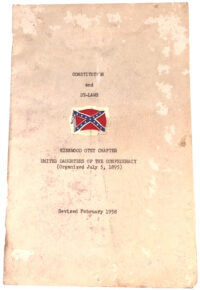 CONSTITUTION
and
BY-LAWS
KIRKWOOD OTEY CHAPTER
UNITED DAUGHTERS OF THE CONFEDERACY
(Organized July 5, 1895)
Revised February 1958